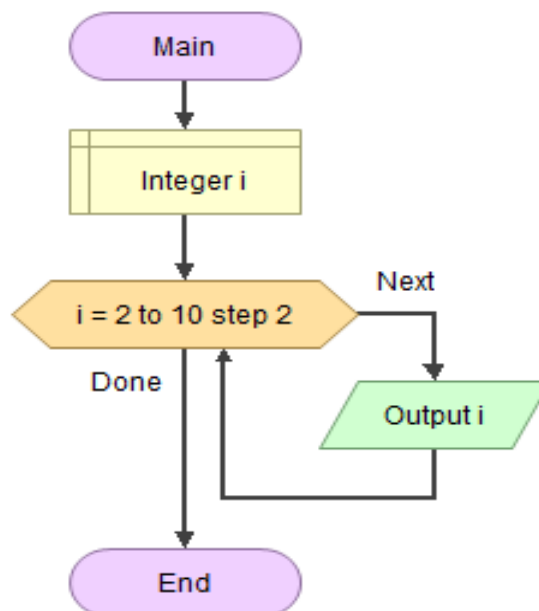 Main
Integer i
i = 2 to 10 step 2
Next
Done
Output i
End